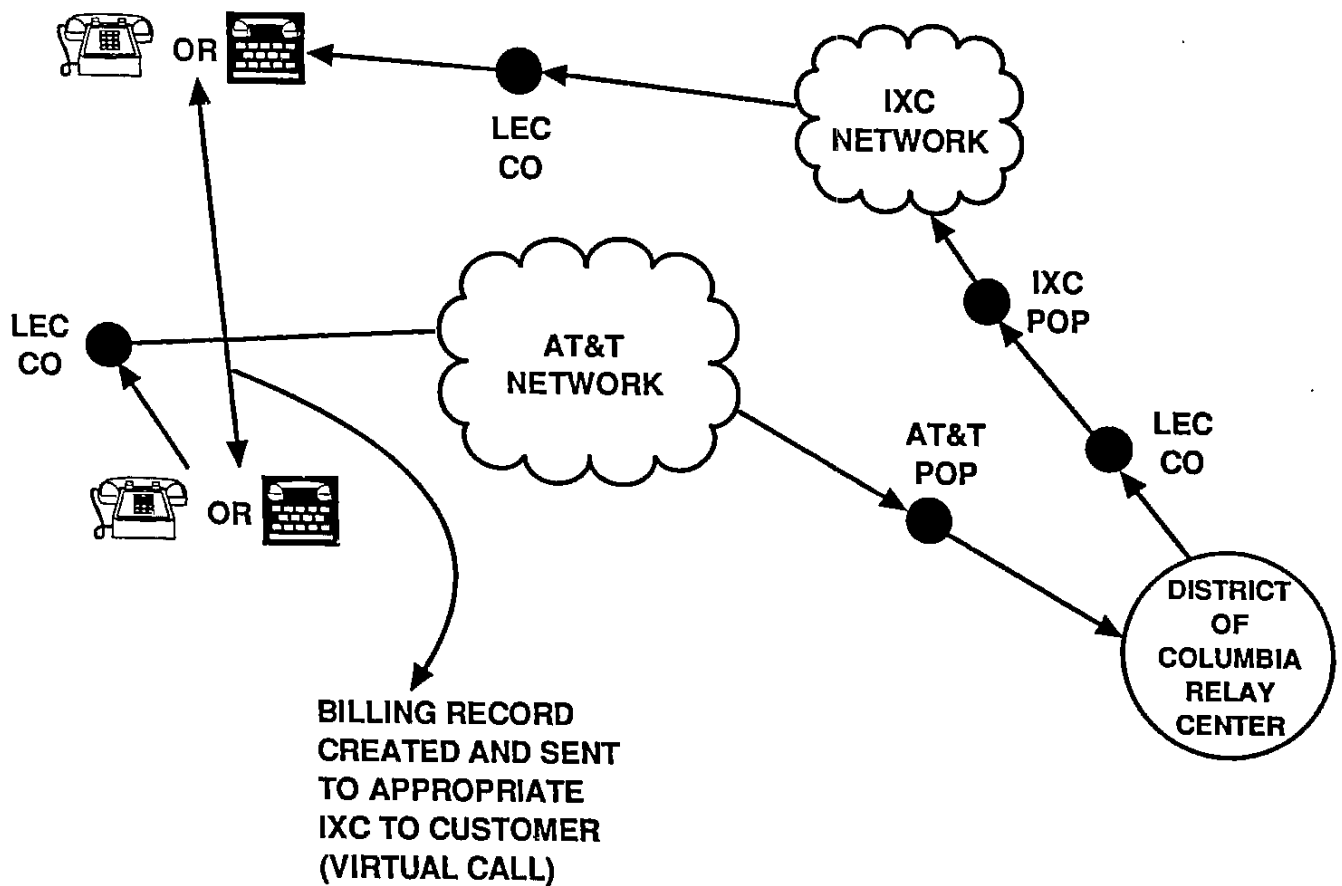 OR
LEC
CO
IXC
NETWORK
IXC
POP
LEC
CO
AT&T
NETWORK
LEC
CO
AT&T
POP
OR
DISTRICT
OF
COLUMBIA
RELAY
CENTER
BILLING RECORD
CREATED AND SENT
TO APPROPRIATE
IXC TO CUSTOMER
(VIRTUAL CALL)